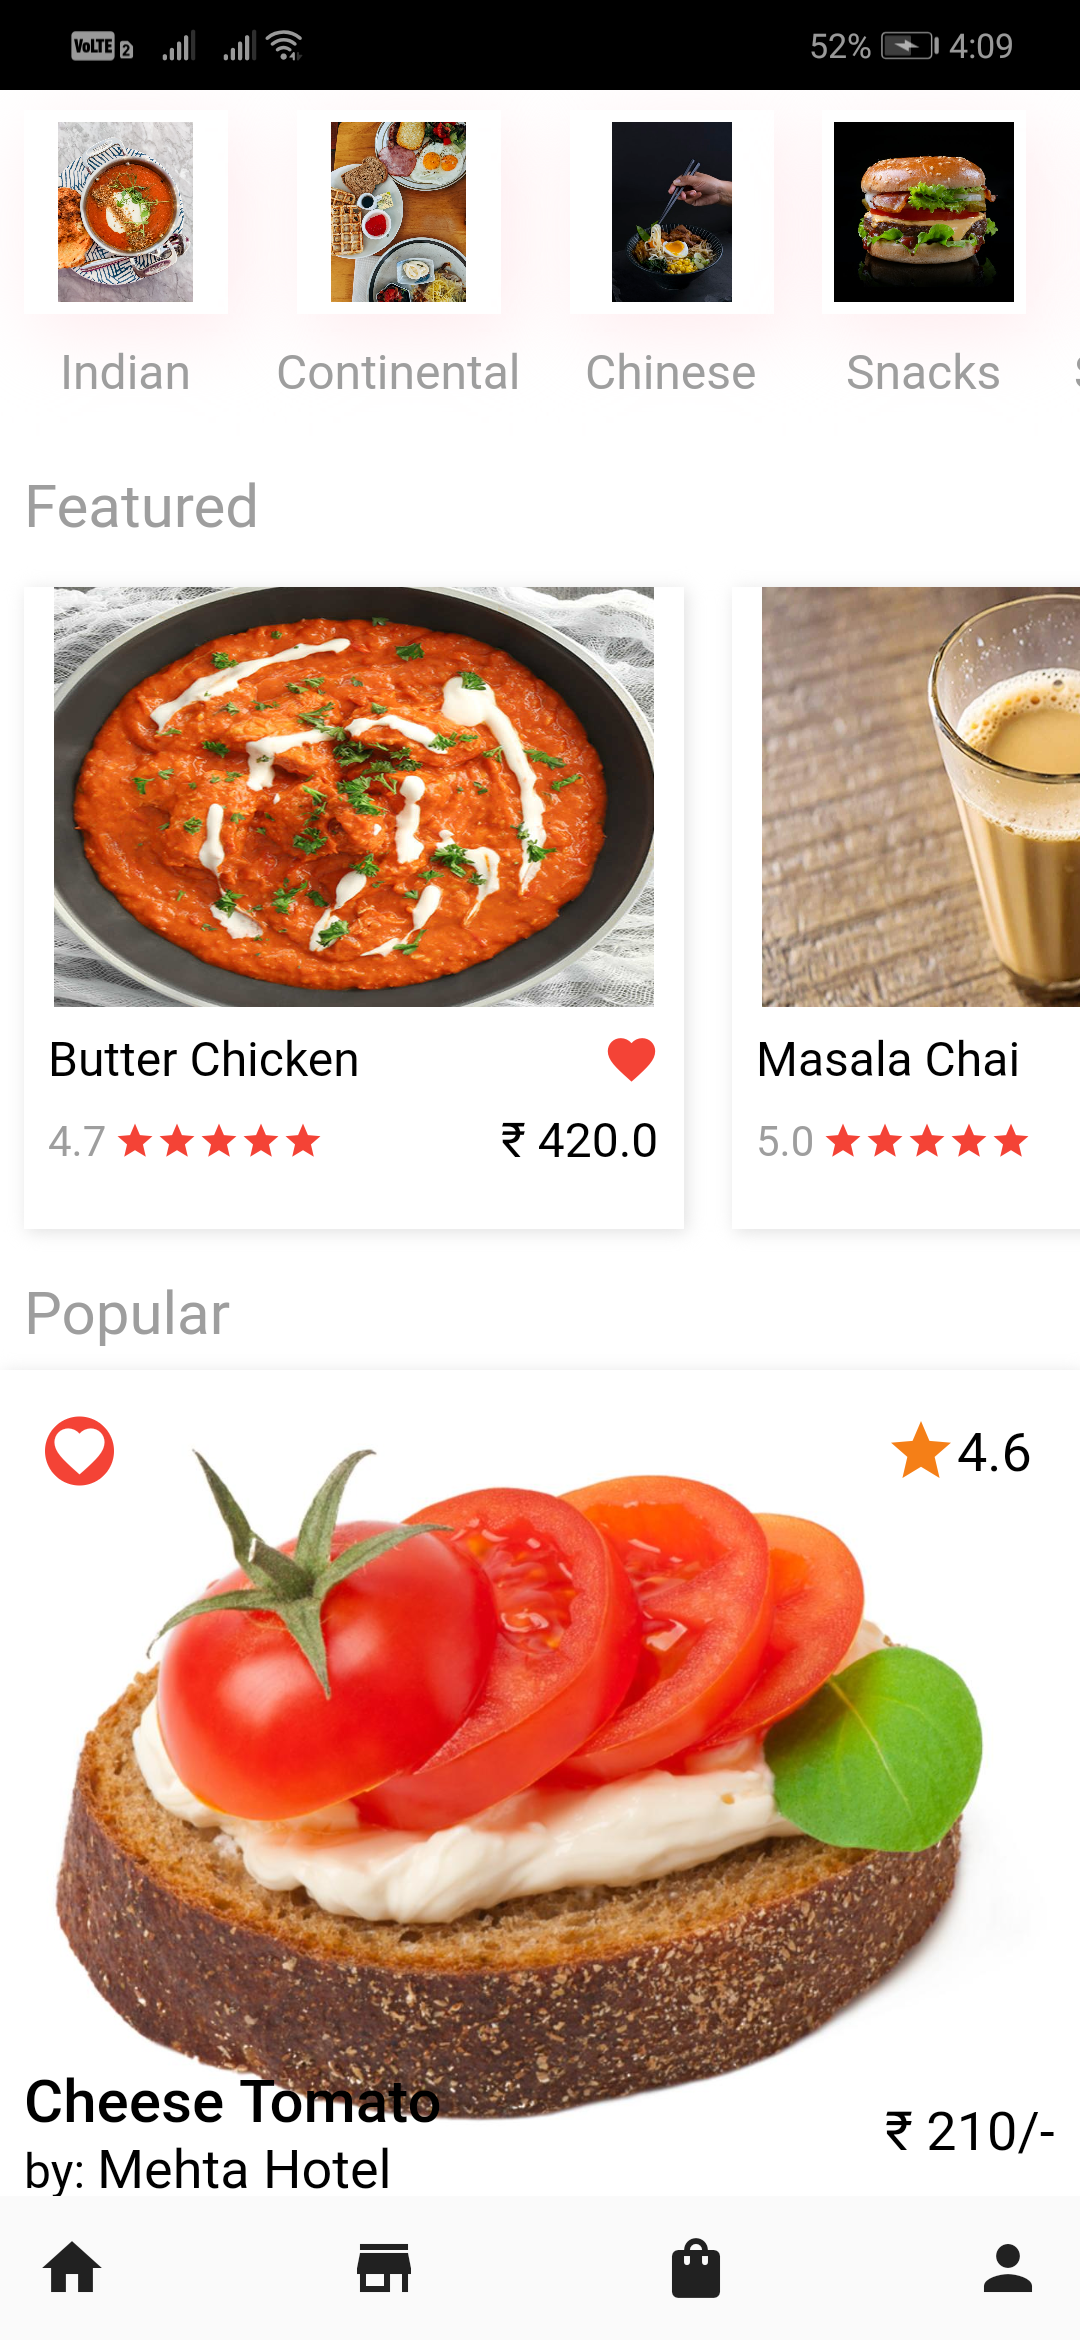 VoLTE 2 52% 4:09
Indian Continental Chinese Snacks
Featured
Butter Chicken Masala Chai
4.7 ₹ 420.0 5.0
Popular
4.6
Cheese Tomato
₹ 210/-
by: Mehta Hotel